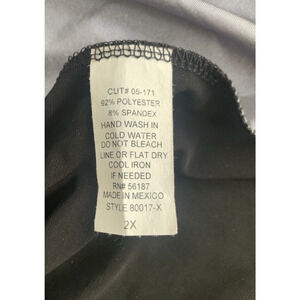 CUT# 05-171
92% POLYESTER
8% SPANDEX
HAND WASH IN
COLD WATER
DO NOT BLEACH
LINE OR FLAT DRY
COOL IRON
IF NEEDED
RN# 56187
MADE IN MEXICO
STYLE 80017-X
2X